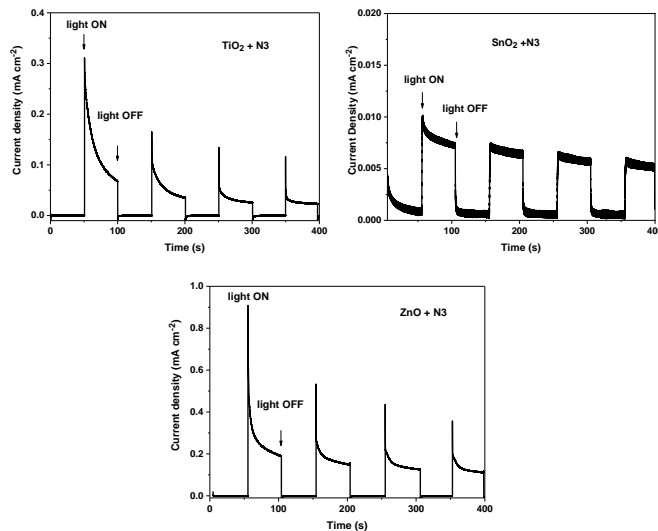 light ON
TiO2 + N3
light OFF
Current density (mA cm-2)
0.4
0.3
0.2
0.1
0.0
0 100 200 300 400
Time (s)
SnO2 +N3
light ON
light OFF
Current Density (mA cm-2)
0.020
0.015
0.010
0.005
0.000
100 200 300 400
Time (s)
light ON
ZnO + N3
light OFF
Current density (mA cm-2)
1.0
0.8
0.6
0.4
0.2
0.0
0 100 200 300 400
Time (s)